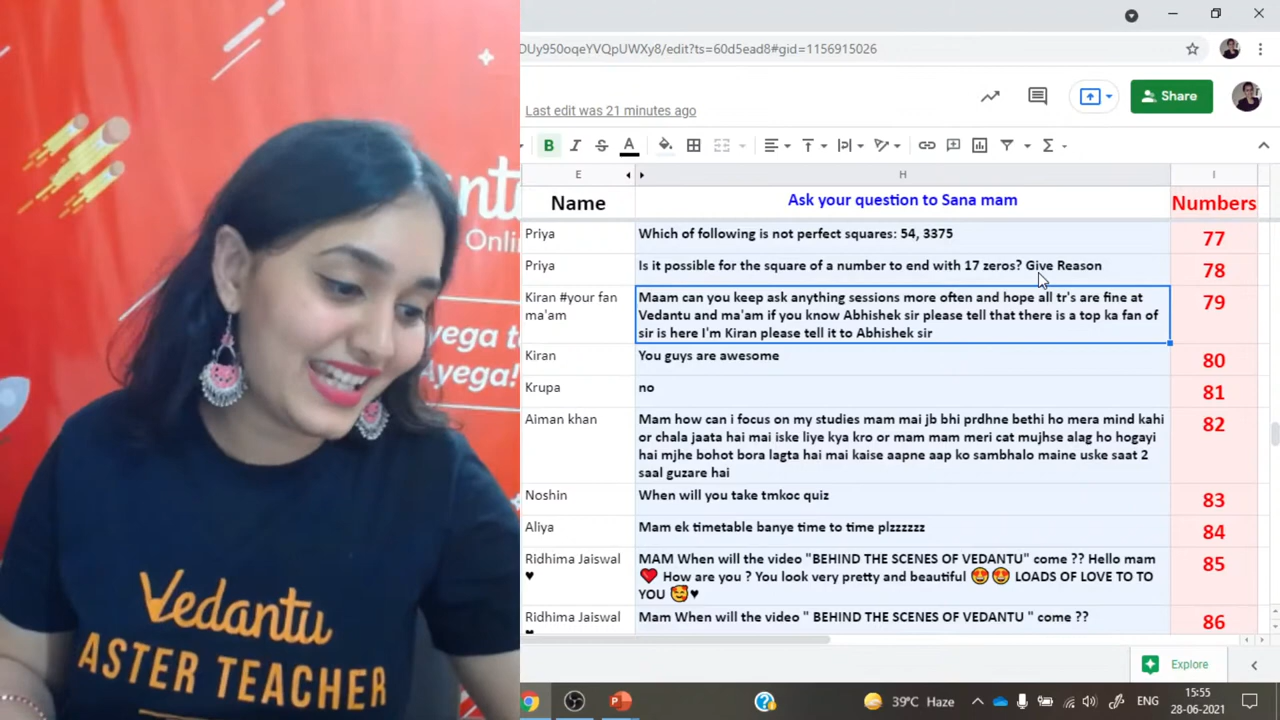 DUy950oqeYVQpUWXy8/edit?ts=60d5ead8#gid=1156915026
Last edit was 21 minutes ago
Share
B I S A
E H I
Name Ask your question to Sana mam Numbers
Priya Which of following is not perfect squares: 54, 3375 77
Priya Is it possible for the square of a number to end with 17 zeros? Give Reason 78
Kiran #your fan
ma'am
Maam can you keep ask anything sessions more often and hope all tr's are fine at
Vedantu and ma'am if you know Abhishek sir please tell that there is a top ka fan of
sir is here I'm Kiran please tell it to Abhishek sir
79
Kiran You guys are awesome 80
Krupa no 81
Aiman khan Mam how can i focus on my studies mam mai jb bhi prdhne bethi ho mera mind kahi
or chala jaata hai mai iske liye kya kro or mam mam meri cat mujhse alag ho hogayi
hai mjhe bohot bora lagta hai mai kaise aapne aap ko sambhalo maine uske saat 2
saal guzare hai
82
Noshin When will you take tmkoc quiz 83
Aliya Mam ek timetable banye time to time plzzzzzz 84
Ridhima Jaiswal
♥
MAM When will the video "BEHIND THE SCENES OF VEDANTU" come ?? Hello mam
❤️ How are you ? You look very pretty and beautiful 😍😍 LOADS OF LOVE TO TO
YOU 🥰♥
85
Ridhima Jaiswal Mam When will the video " BEHIND THE SCENES OF VEDANTU " come ?? 86
Explore
39°C Haze
ENG
15:55
28-06-2021
Onli
Ayega!
Vedantu
ASTER TEACHER